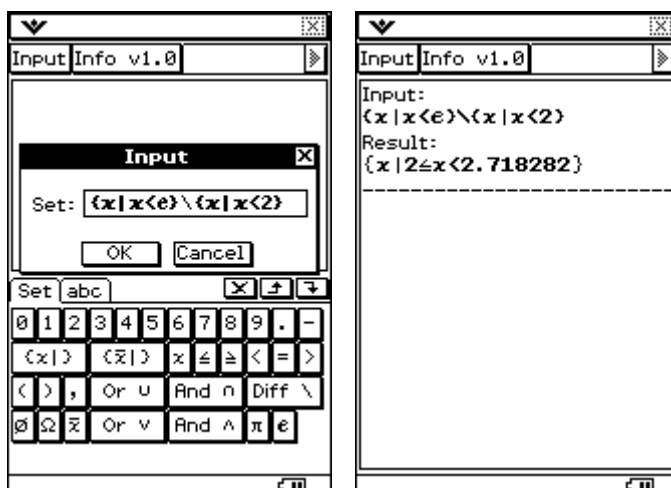 Input Info v1.0
Input
Set: {x|x<e}\{x|x<2}
OK Cancel
Set abc
0 1 2 3 4 5 6 7 8 9 . -
{x|} {x̅|} x ≤ ≥ < = >
( ) , Or ∪ And ∩ Diff \
Ø Ω x̅ Or ∨ And ∧ π e
Input Info v1.0
Input:
{x|x<e}\{x|x<2}
Result:
{x|2≤x<2.718282}